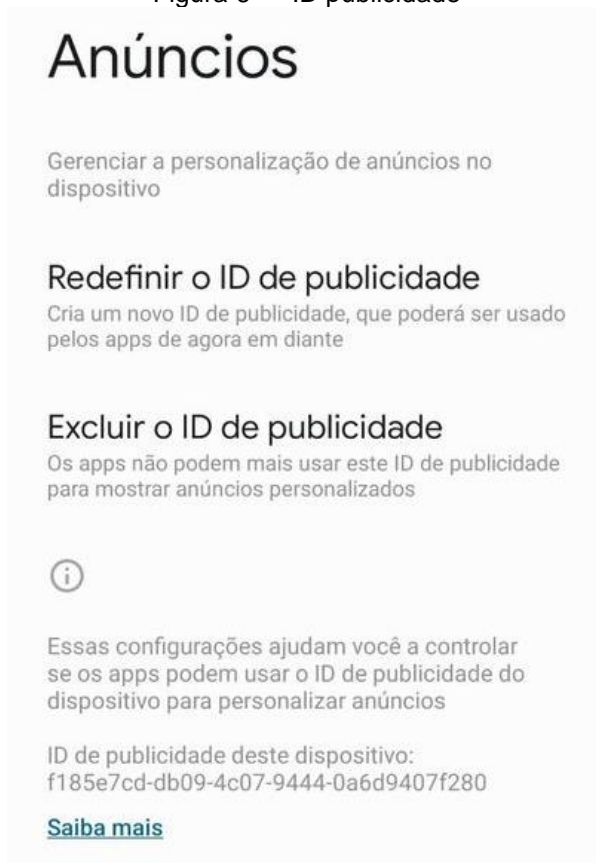 ID publicidade
Anúncios
Gerenciar a personalização de anúncios no
dispositivo
Redefinir o ID de publicidade
Cria um novo ID de publicidade, que poderá ser usado
pelos apps de agora em diante
Excluir o ID de publicidade
Os apps não podem mais usar este ID de publicidade
para mostrar anúncios personalizados
Essas configurações ajudam você a controlar
se os apps podem usar o ID de publicidade do
dispositivo para personalizar anúncios
ID de publicidade deste dispositivo:
f185e7cd-db09-4c07-9444-0a6d9407f280
Saiba mais